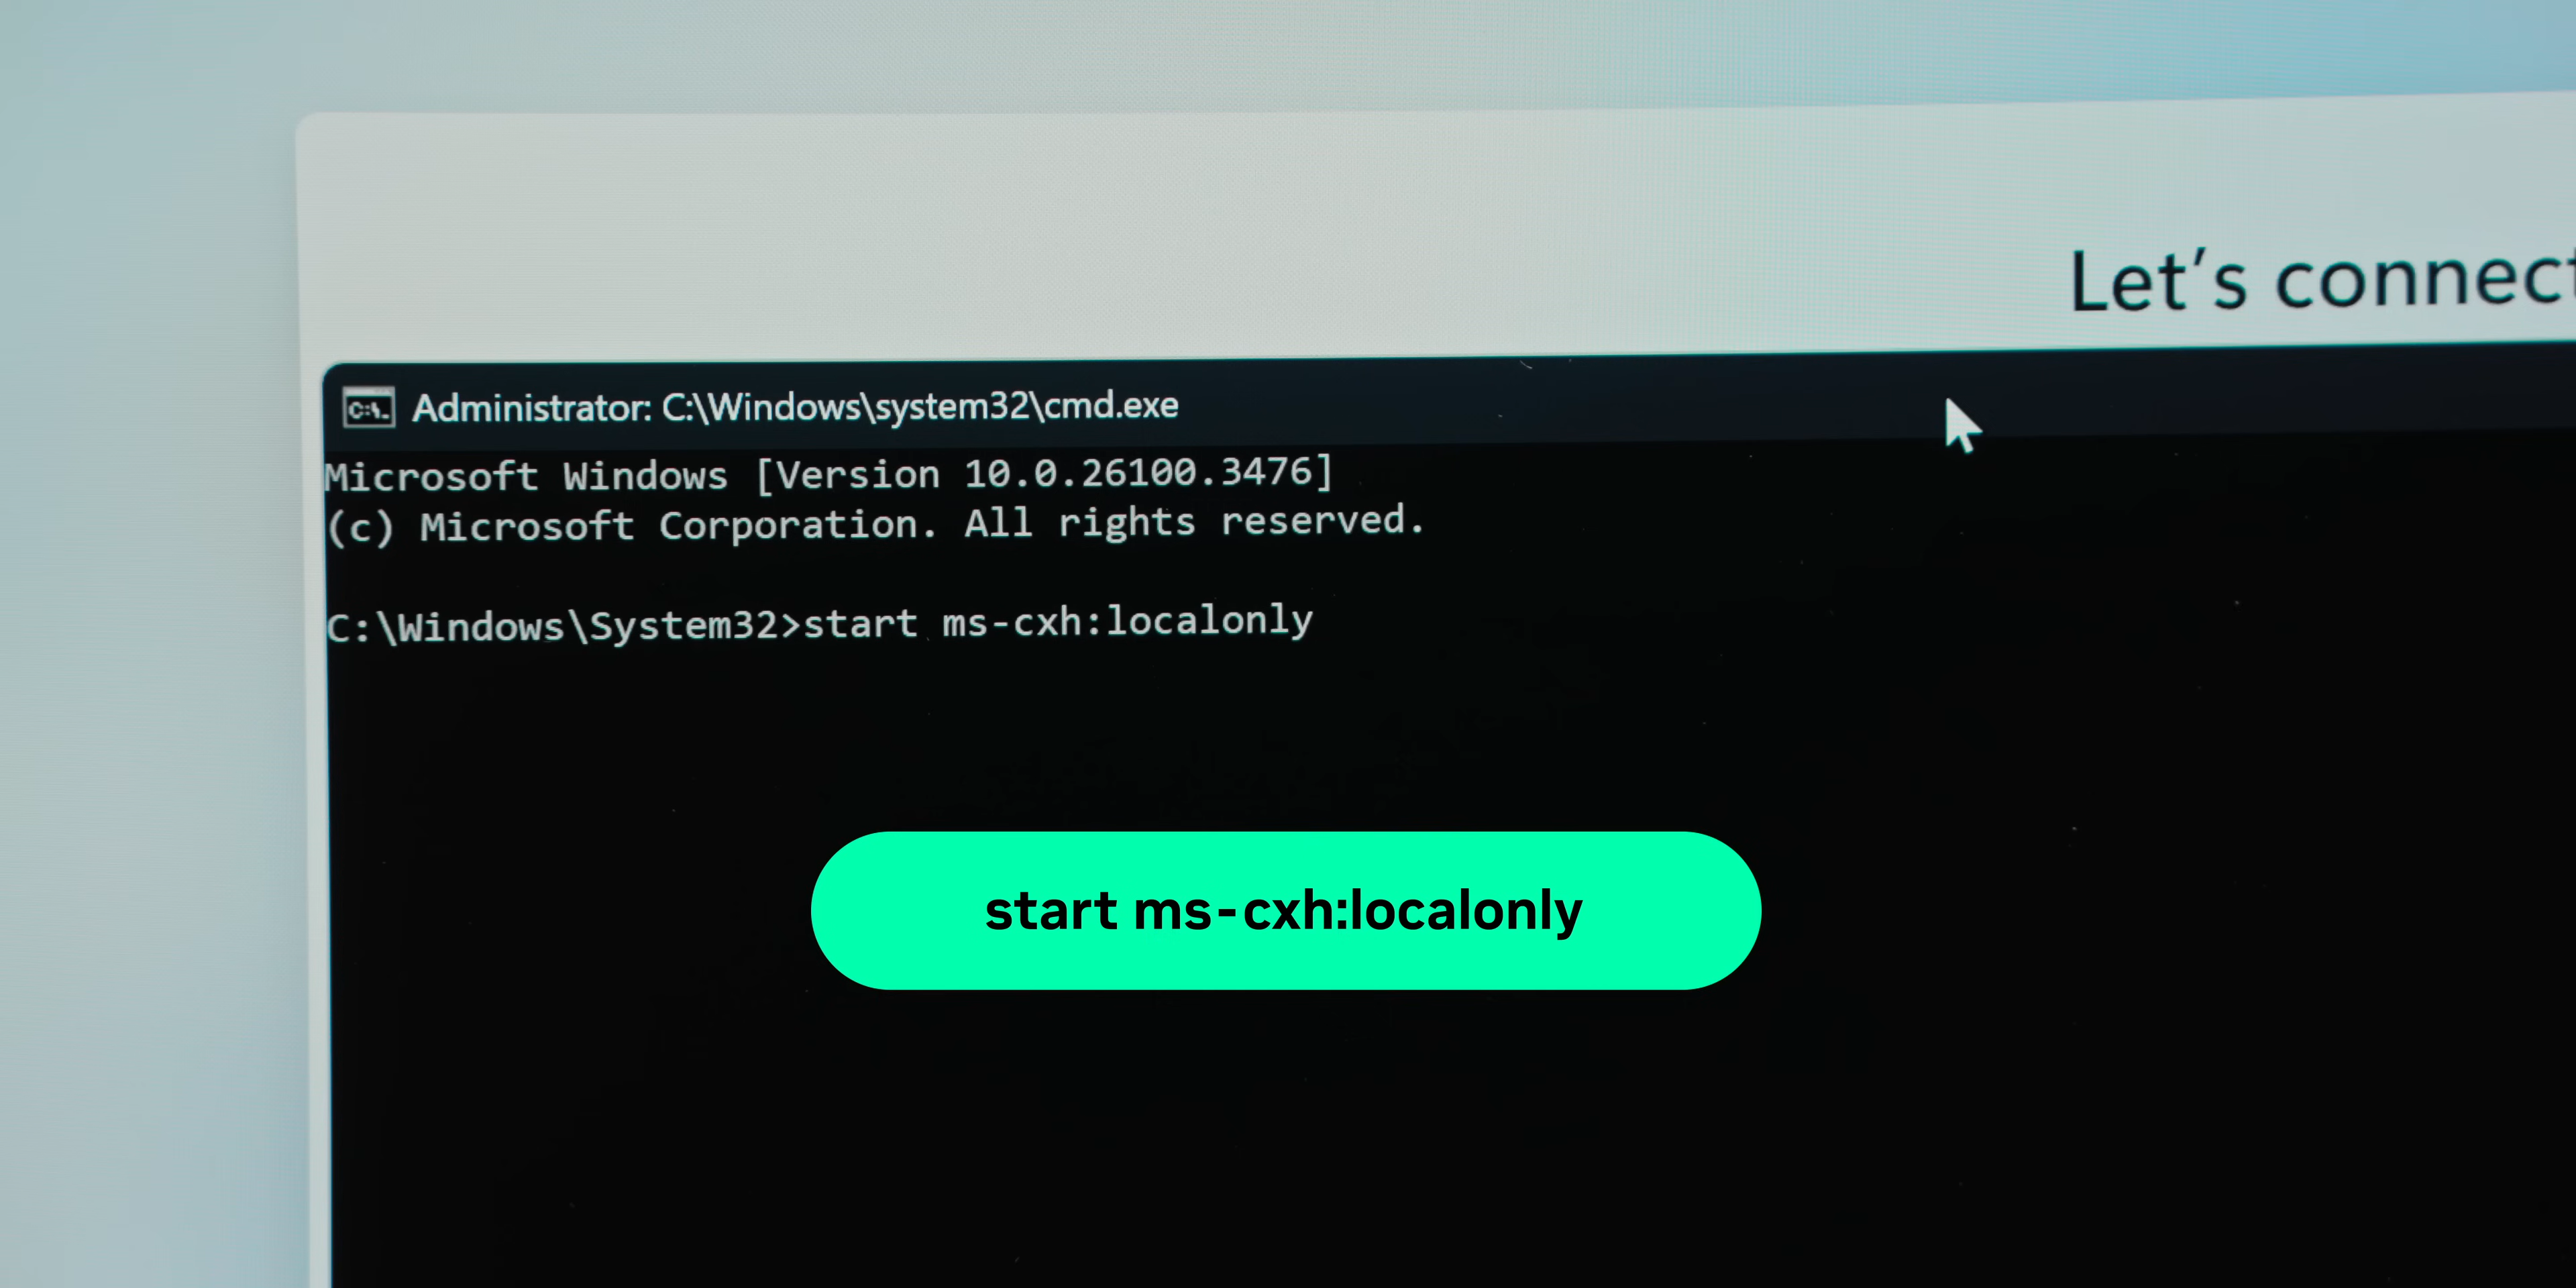 Let's connect
Administrator: C:\Windows\system32\cmd.exe
Microsoft Windows [Version 10.0.26100.3476]
(c) Microsoft Corporation. All rights reserved.
C:\Windows\System32>start ms-cxh:localonly
start ms-cxh:localonly